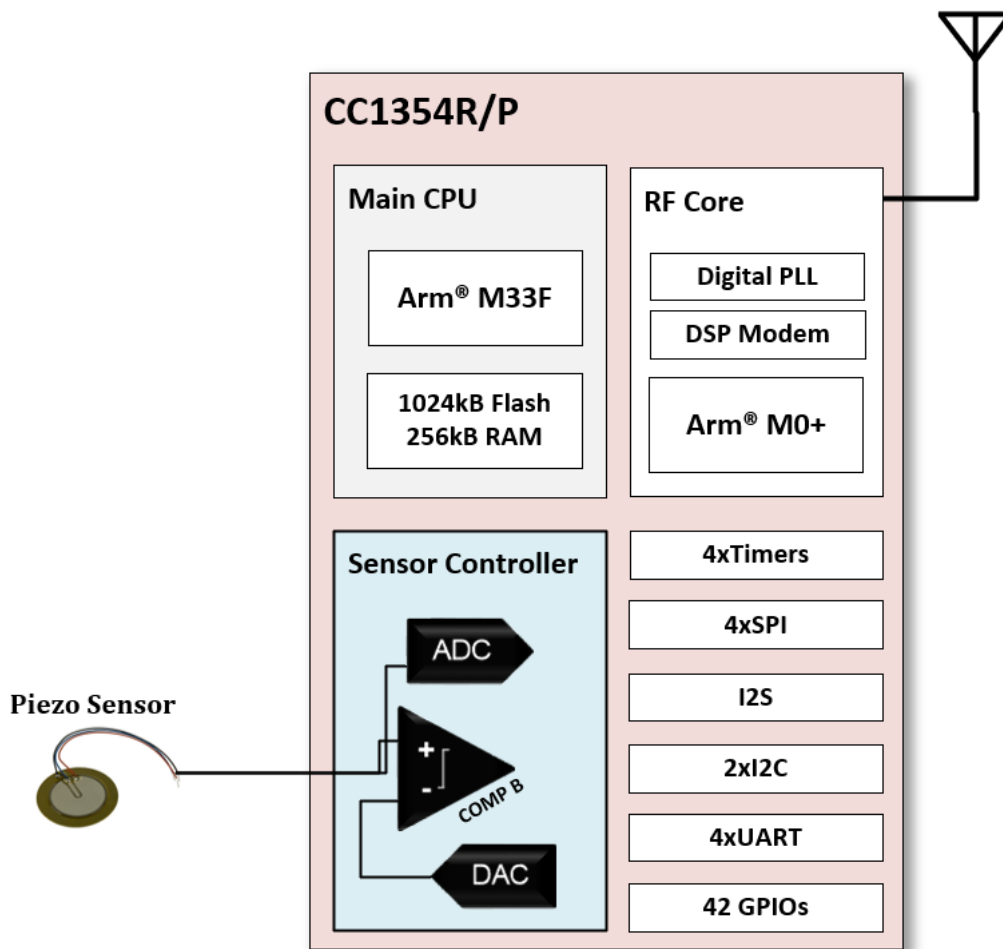 CC1354R/P
Main CPU
Arm® M33F
1024kB Flash
256kB RAM
RF Core
Digital PLL
DSP Modem
Arm® M0+
Sensor Controller
ADC
+
-
COMP B
DAC
Piezo Sensor
4xTimers
4xSPI
I2S
2xI2C
4xUART
42 GPIOs